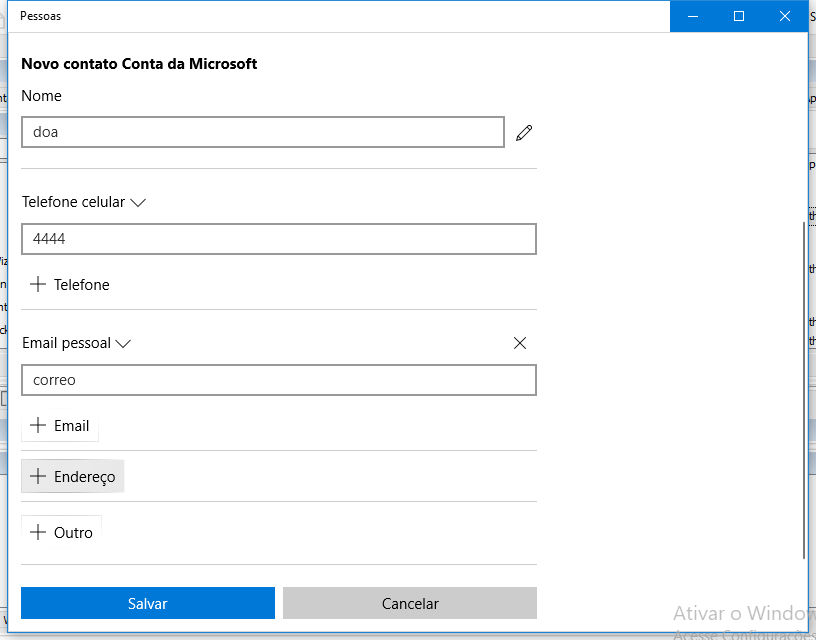 Pessoas
Novo contato Conta da Microsoft
Nome
doa
Telefone celular
4444
Telefone
Email pessoal
correo
Email
Endereço
Outro
Salvar
Cancelar
Ativar o Window
Acesse Configurações